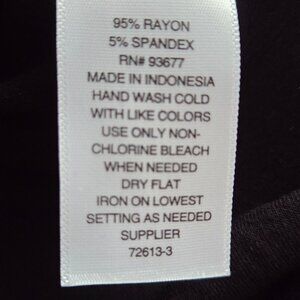 95% RAYON
5% SPANDEX
RN# 93677
MADE IN INDONESIA
HAND WASH COLD
WITH LIKE COLORS
USE ONLY NON-
CHLORINE BLEACH
WHEN NEEDED
DRY FLAT
IRON ON LOWEST
SETTING AS NEEDED
SUPPLIER
72613-3